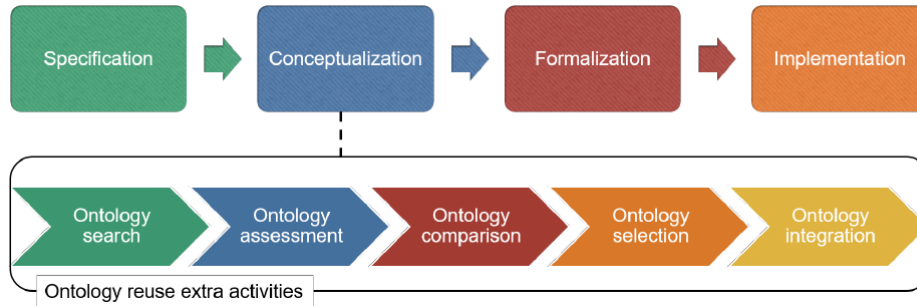 Specification
Conceptualization
Formalization
Implementation
Ontology
search
Ontology
assessment
Ontology
comparison
Ontology
selection
Ontology
integration
Ontology reuse extra activities